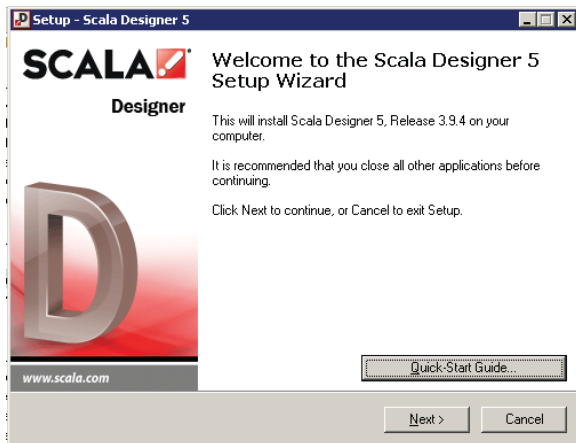 Setup - Scala Designer 5
SCALA
Designer
Welcome to the Scala Designer 5
Setup Wizard
This will install Scala Designer 5, Release 3.9.4 on your
computer.
It is recommended that you close all other applications before
continuing.
Click Next to continue, or Cancel to exit Setup.
D
Quick-Start Guide...
www.scala.com
Next >
Cancel